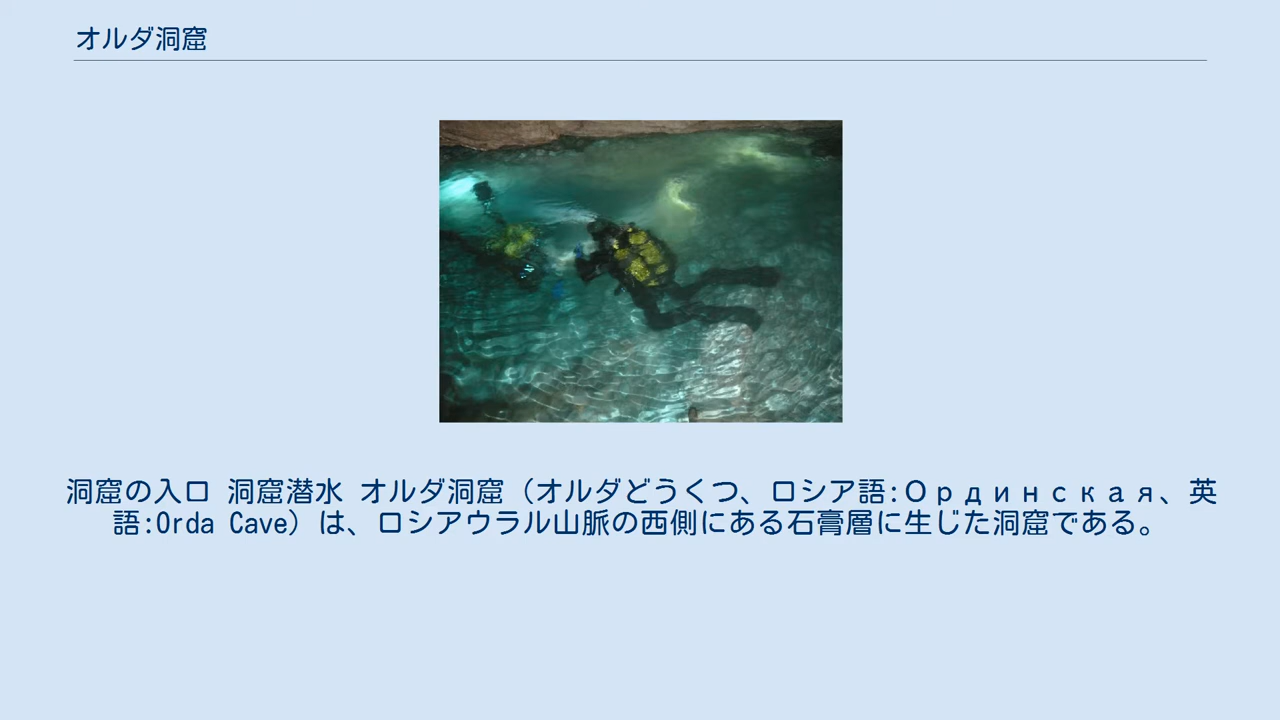 オルダ洞窟
洞窟の入口 洞窟潜水 オルダ洞窟（オルダどうくつ、ロシア語:Ординская、英
語:Orda Cave）は、ロシアウラル山脈の西側にある石膏層に生じた洞窟である。